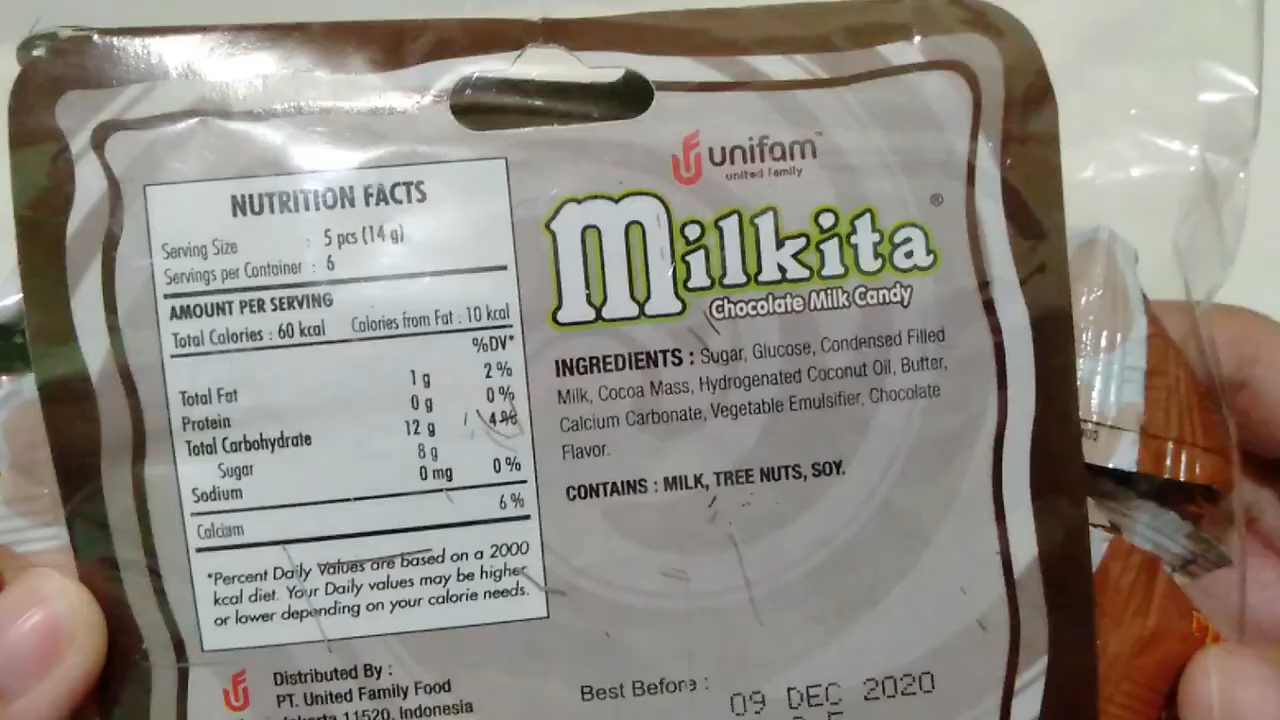 NUTRITION FACTS
Serving Size : 5 pcs (14 g)
Servings per Container : 6
AMOUNT PER SERVING
Total Calories : 60 kcal Calories from Fat : 10 kcal
%DV*
Total Fat 1 g 2 %
Protein 0 g 0 %
Total Carbohydrate 12 g 4 %
Sugar 8 g
Sodium 0 mg 0 %
Calcium 6 %
*Percent Daily Values are based on a 2000
kcal diet. Your Daily values may be higher
or lower depending on your calorie needs.
Distributed By :
PT. United Family Food
11520, Indonesia
unifam™
united family
Milkita®
Chocolate Milk Candy
INGREDIENTS : Sugar, Glucose, Condensed Filled
Milk, Cocoa Mass, Hydrogenated Coconut Oil, Butter,
Calcium Carbonate, Vegetable Emulsifier, Chocolate
Flavor.
CONTAINS : MILK, TREE NUTS, SOY.
Best Before :
09 DEC 2020